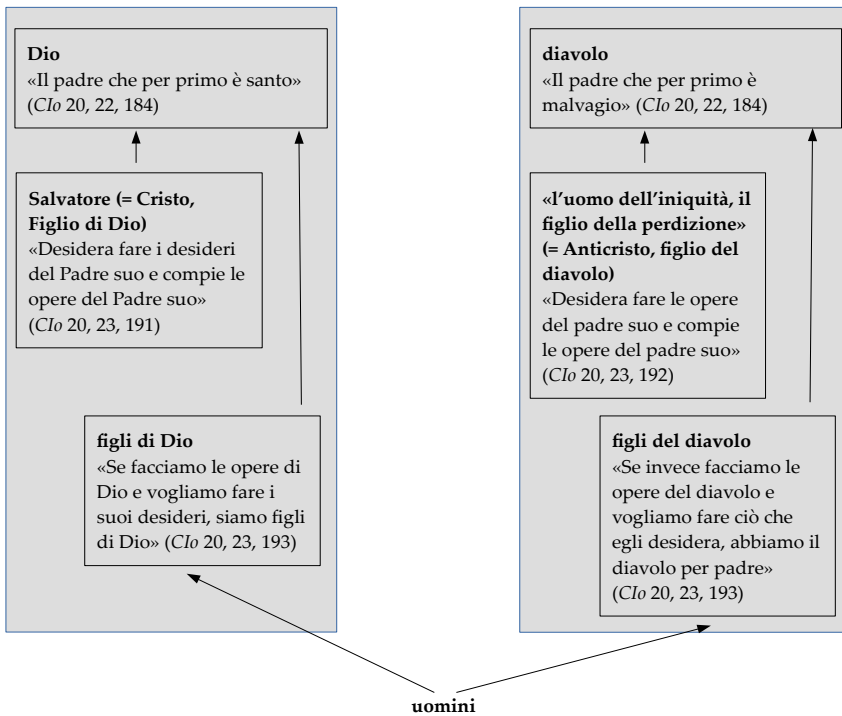 Dio
«Il padre che per primo è santo»
(CIo 20, 22, 184)
Salvatore (= Cristo,
Figlio di Dio)
«Desidera fare i desideri
del Padre suo e compie le
opere del Padre suo»
(CIo 20, 23, 191)
figli di Dio
«Se facciamo le opere di
Dio e vogliamo fare i
suoi desideri, siamo figli
di Dio» (CIo 20, 23, 193)
diavolo
«Il padre che per primo è
malvagio» (CIo 20, 22, 184)
«l’uomo dell’iniquità, il
figlio della perdizione»
(= Anticristo, figlio del
diavolo)
«Desidera fare le opere
del padre suo e compie
le opere del padre suo»
(CIo 20, 23, 192)
figli del diavolo
«Se invece facciamo le
opere del diavolo e
vogliamo fare ciò che
egli desidera, abbiamo il
diavolo per padre»
(CIo 20, 23, 193)
uomini